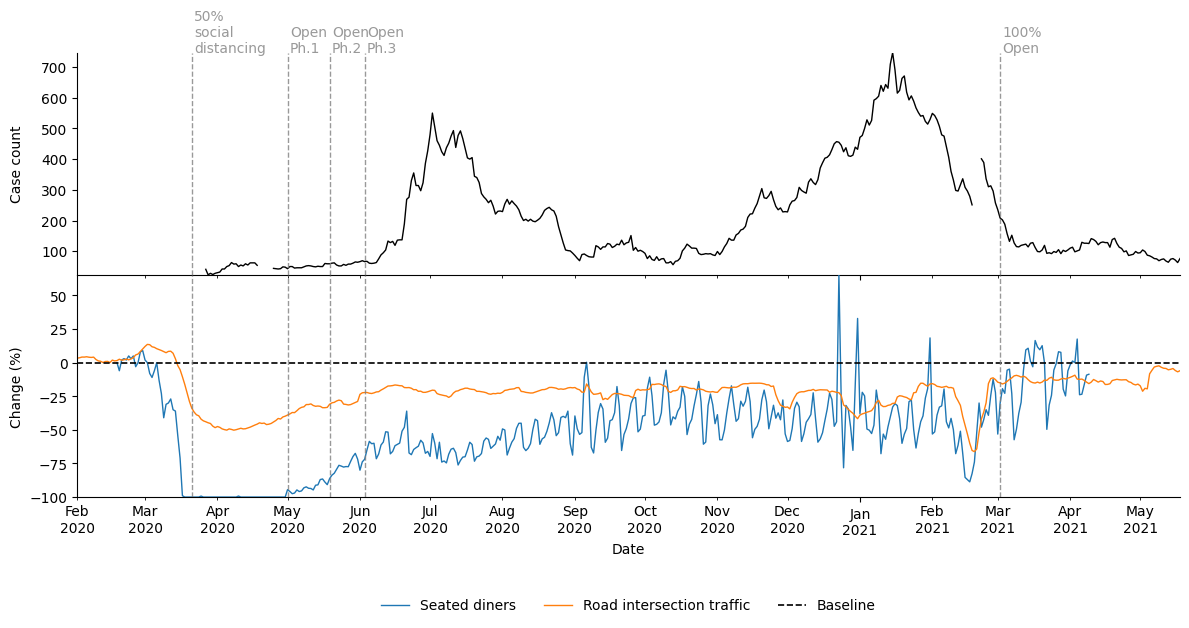 50%
social
distancing
Open
Ph.1
Open
Ph.2
Open
Ph.3
100%
Open
700
600
500
400
300
200
100
Case count
50
25
0
−25
−50
−75
−100
Change (%)
Feb
2020
Mar
2020
Apr
2020
May
2020
Jun
2020
Jul
2020
Aug
2020
Sep
2020
Oct
2020
Nov
2020
Dec
2020
Jan
2021
Feb
2021
Mar
2021
Apr
2021
May
2021
Date
Seated diners
Road intersection traffic
Baseline